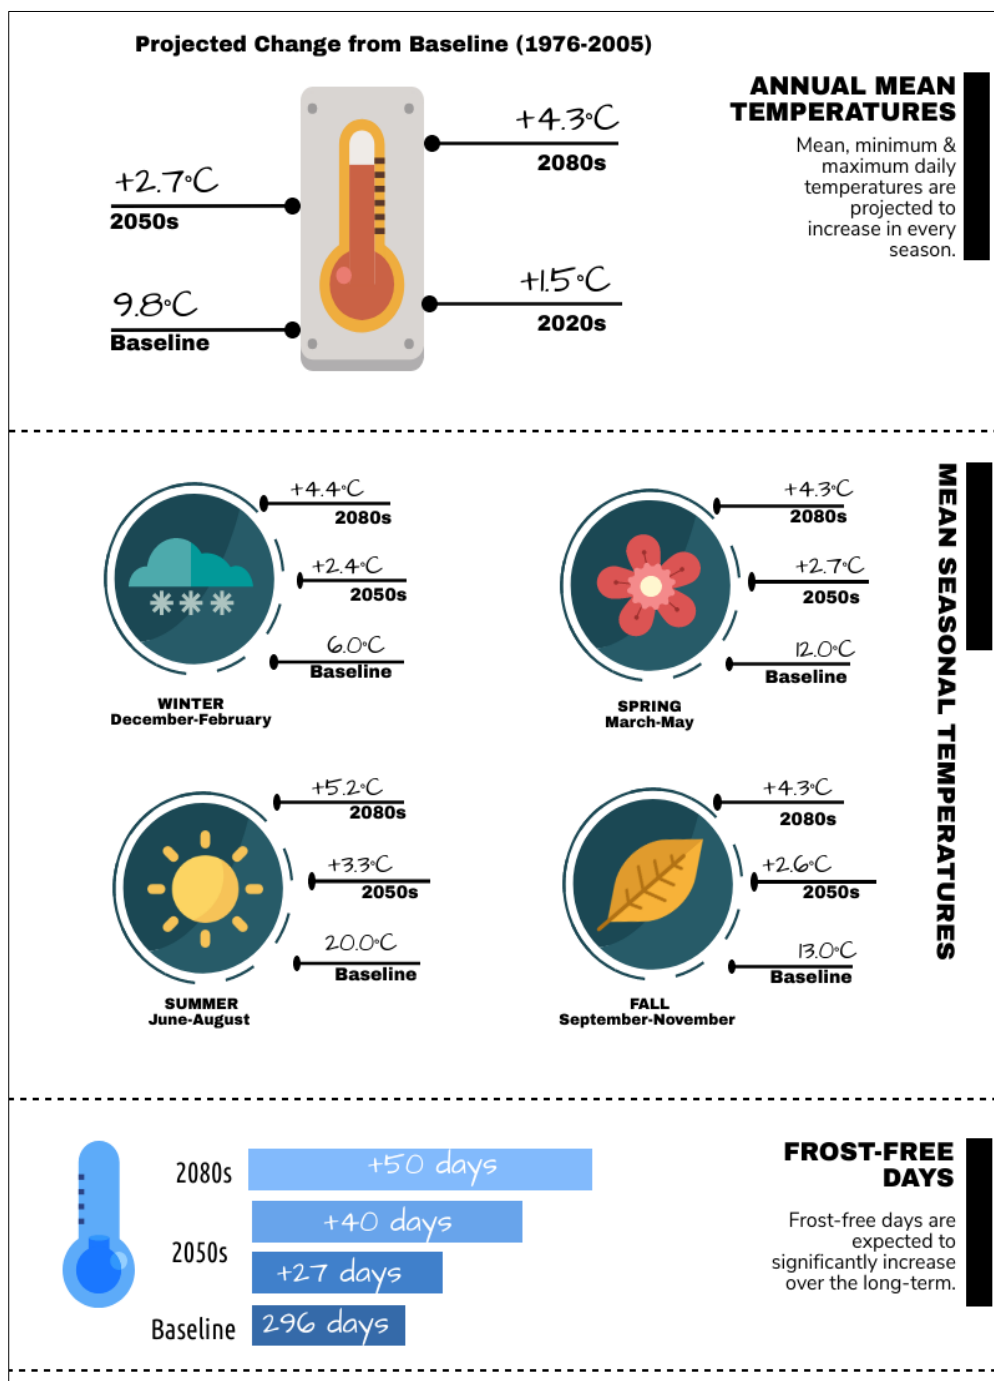 Projected Change from Baseline (1976-2005)
ANNUAL MEAN
TEMPERATURES
Mean, minimum &
maximum daily
temperatures are
projected to
increase in every
season.
+4.3°C
2080s
+2.7°C
2050s
+1.5°C
2020s
9.8°C
Baseline
MEAN SEASONAL TEMPERATURES
+4.4°C
2080s
+2.4°C
2050s
6.0°C
Baseline
WINTER
December-February
+4.3°C
2080s
+2.7°C
2050s
12.0°C
Baseline
SPRING
March-May
+5.2°C
2080s
+3.3°C
2050s
20.0°C
Baseline
SUMMER
June-August
+4.3°C
2080s
+2.6°C
2050s
13.0°C
Baseline
FALL
September-November
FROST-FREE
DAYS
Frost-free days are
expected to
significantly increase
over the long-term.
2080s
+50 days
+40 days
2050s
+27 days
Baseline
296 days